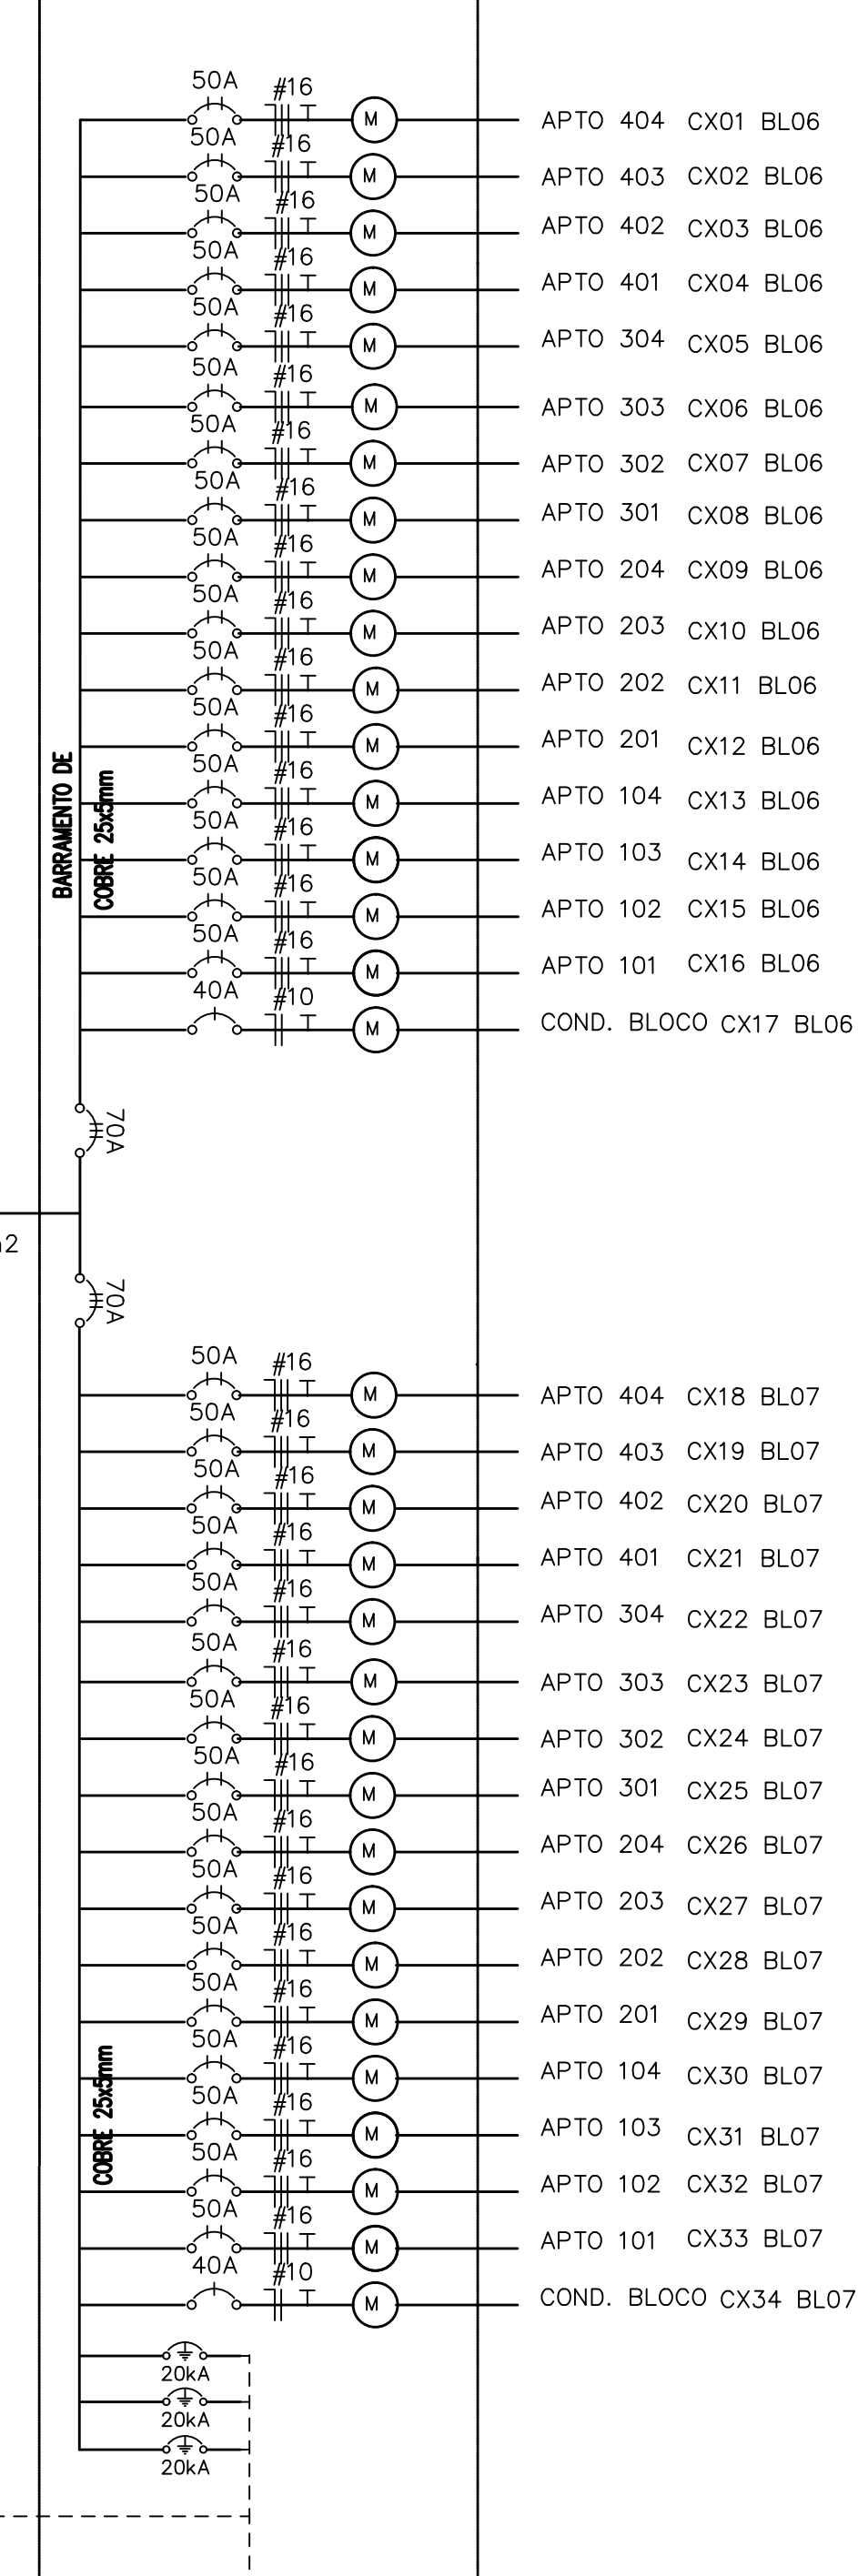 50A #16 M APTO 404 CX01 BL06
50A #16 M APTO 403 CX02 BL06
50A #16 M APTO 402 CX03 BL06
50A #16 M APTO 401 CX04 BL06
50A #16 M APTO 304 CX05 BL06
50A #16 M APTO 303 CX06 BL06
50A #16 M APTO 302 CX07 BL06
50A #16 M APTO 301 CX08 BL06
50A #16 M APTO 204 CX09 BL06
50A #16 M APTO 203 CX10 BL06
50A #16 M APTO 202 CX11 BL06
50A #16 M APTO 201 CX12 BL06
50A #16 M APTO 104 CX13 BL06
50A #16 M APTO 103 CX14 BL06
50A #16 M APTO 102 CX15 BL06
50A #16 M APTO 101 CX16 BL06
40A #10 M COND. BLOCO CX17 BL06
BARRAMENTO DE
COBRE 25x5mm
70A
2
70A
50A #16 M APTO 404 CX18 BL07
50A #16 M APTO 403 CX19 BL07
50A #16 M APTO 402 CX20 BL07
50A #16 M APTO 401 CX21 BL07
50A #16 M APTO 304 CX22 BL07
50A #16 M APTO 303 CX23 BL07
50A #16 M APTO 302 CX24 BL07
50A #16 M APTO 301 CX25 BL07
50A #16 M APTO 204 CX26 BL07
50A #16 M APTO 203 CX27 BL07
50A #16 M APTO 202 CX28 BL07
50A #16 M APTO 201 CX29 BL07
50A #16 M APTO 104 CX30 BL07
50A #16 M APTO 103 CX31 BL07
50A #16 M APTO 102 CX32 BL07
50A #16 M APTO 101 CX33 BL07
40A #10 M COND. BLOCO CX34 BL07
COBRE 25x5mm
20kA
20kA
20kA